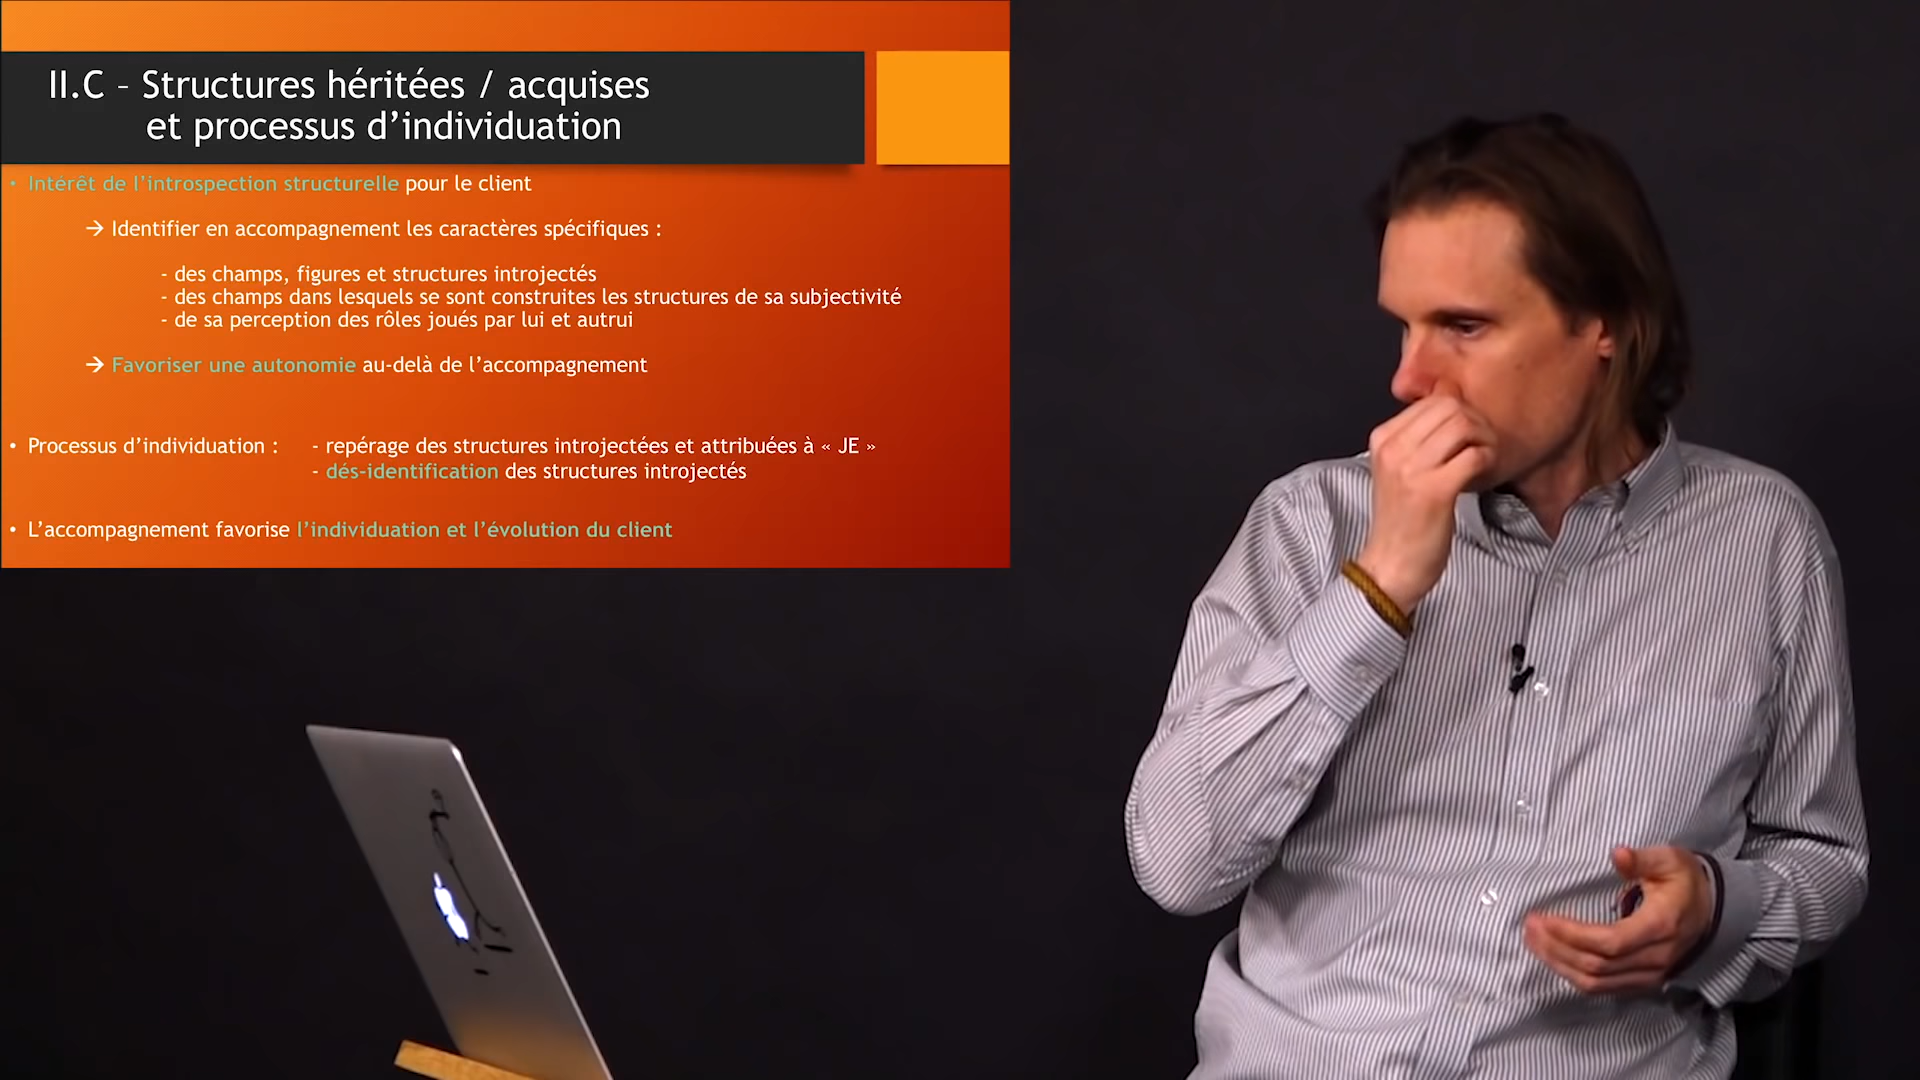 II.C – Structures héritées / acquises
et processus d’individuation
• Intérêt de l’introspection structurelle pour le client
→ Identifier en accompagnement les caractères spécifiques :
- des champs, figures et structures introjectés
- des champs dans lesquels se sont construites les structures de sa subjectivité
- de sa perception des rôles joués par lui et autrui
→ Favoriser une autonomie au-delà de l’accompagnement
• Processus d’individuation : - repérage des structures introjectées et attribuées à « JE »
- dés-identification des structures introjectés
• L’accompagnement favorise l’individuation et l’évolution du client